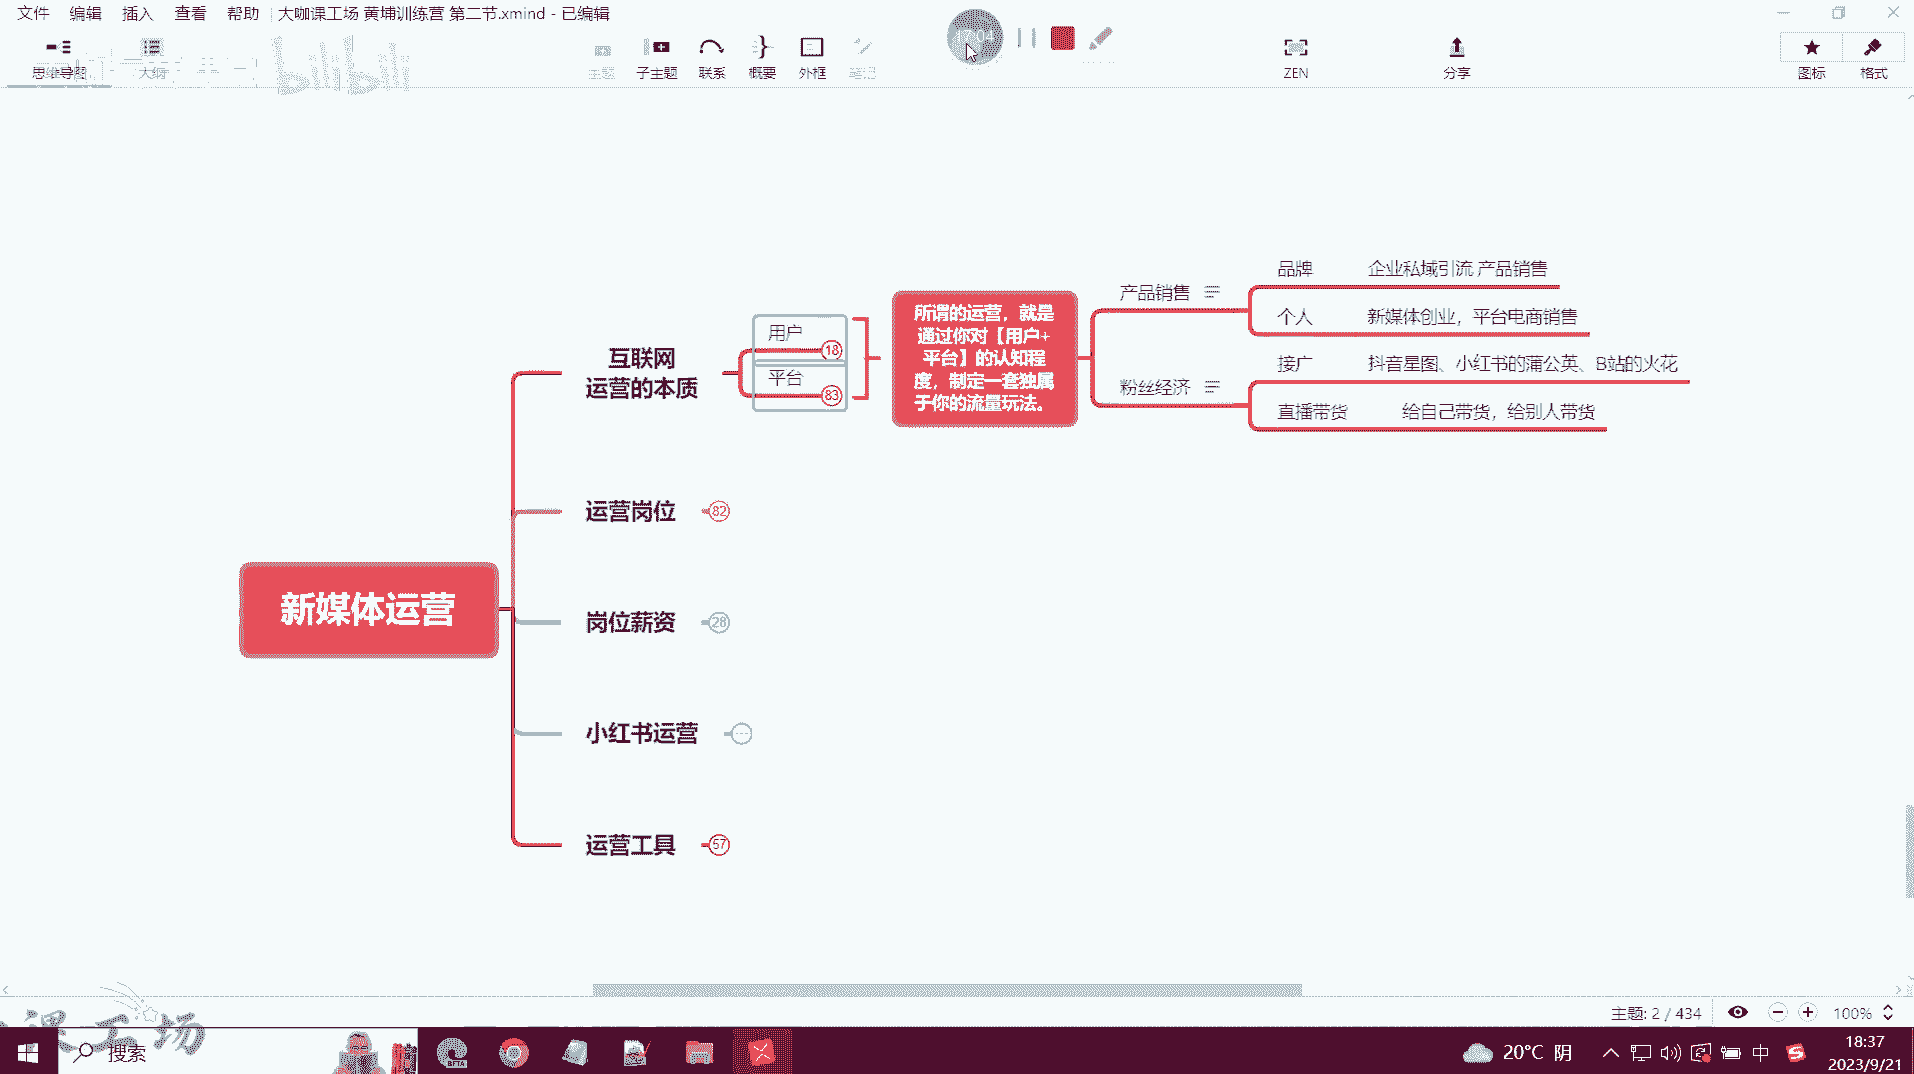 文件 编辑 插入 查看 帮助 大咖课工场 黄埔训练营 第二节.xmind - 已编辑
思维导图
大纲
bilibili
主题
子主题
联系
概要
外框
笔记
17:04
ZEN
分享
图标
格式
新媒体运营
互联网
运营的本质
用户
18
平台
83
所谓的运营，就是
通过你对【用户+
平台】的认知程
度，制定一套独属
于你的流量玩法。
产品销售
品牌 企业私域引流 产品销售
个人 新媒体创业，平台电商销售
粉丝经济
接广 抖音星图、小红书的蒲公英、B站的火花
直播带货 给自己带货，给别人带货
运营岗位
82
岗位薪资
28
小红书运营
运营工具
57
主题: 2 / 434
100%
课工场
搜索
BETA
20°C 阴
中
18:37
2023/9/21